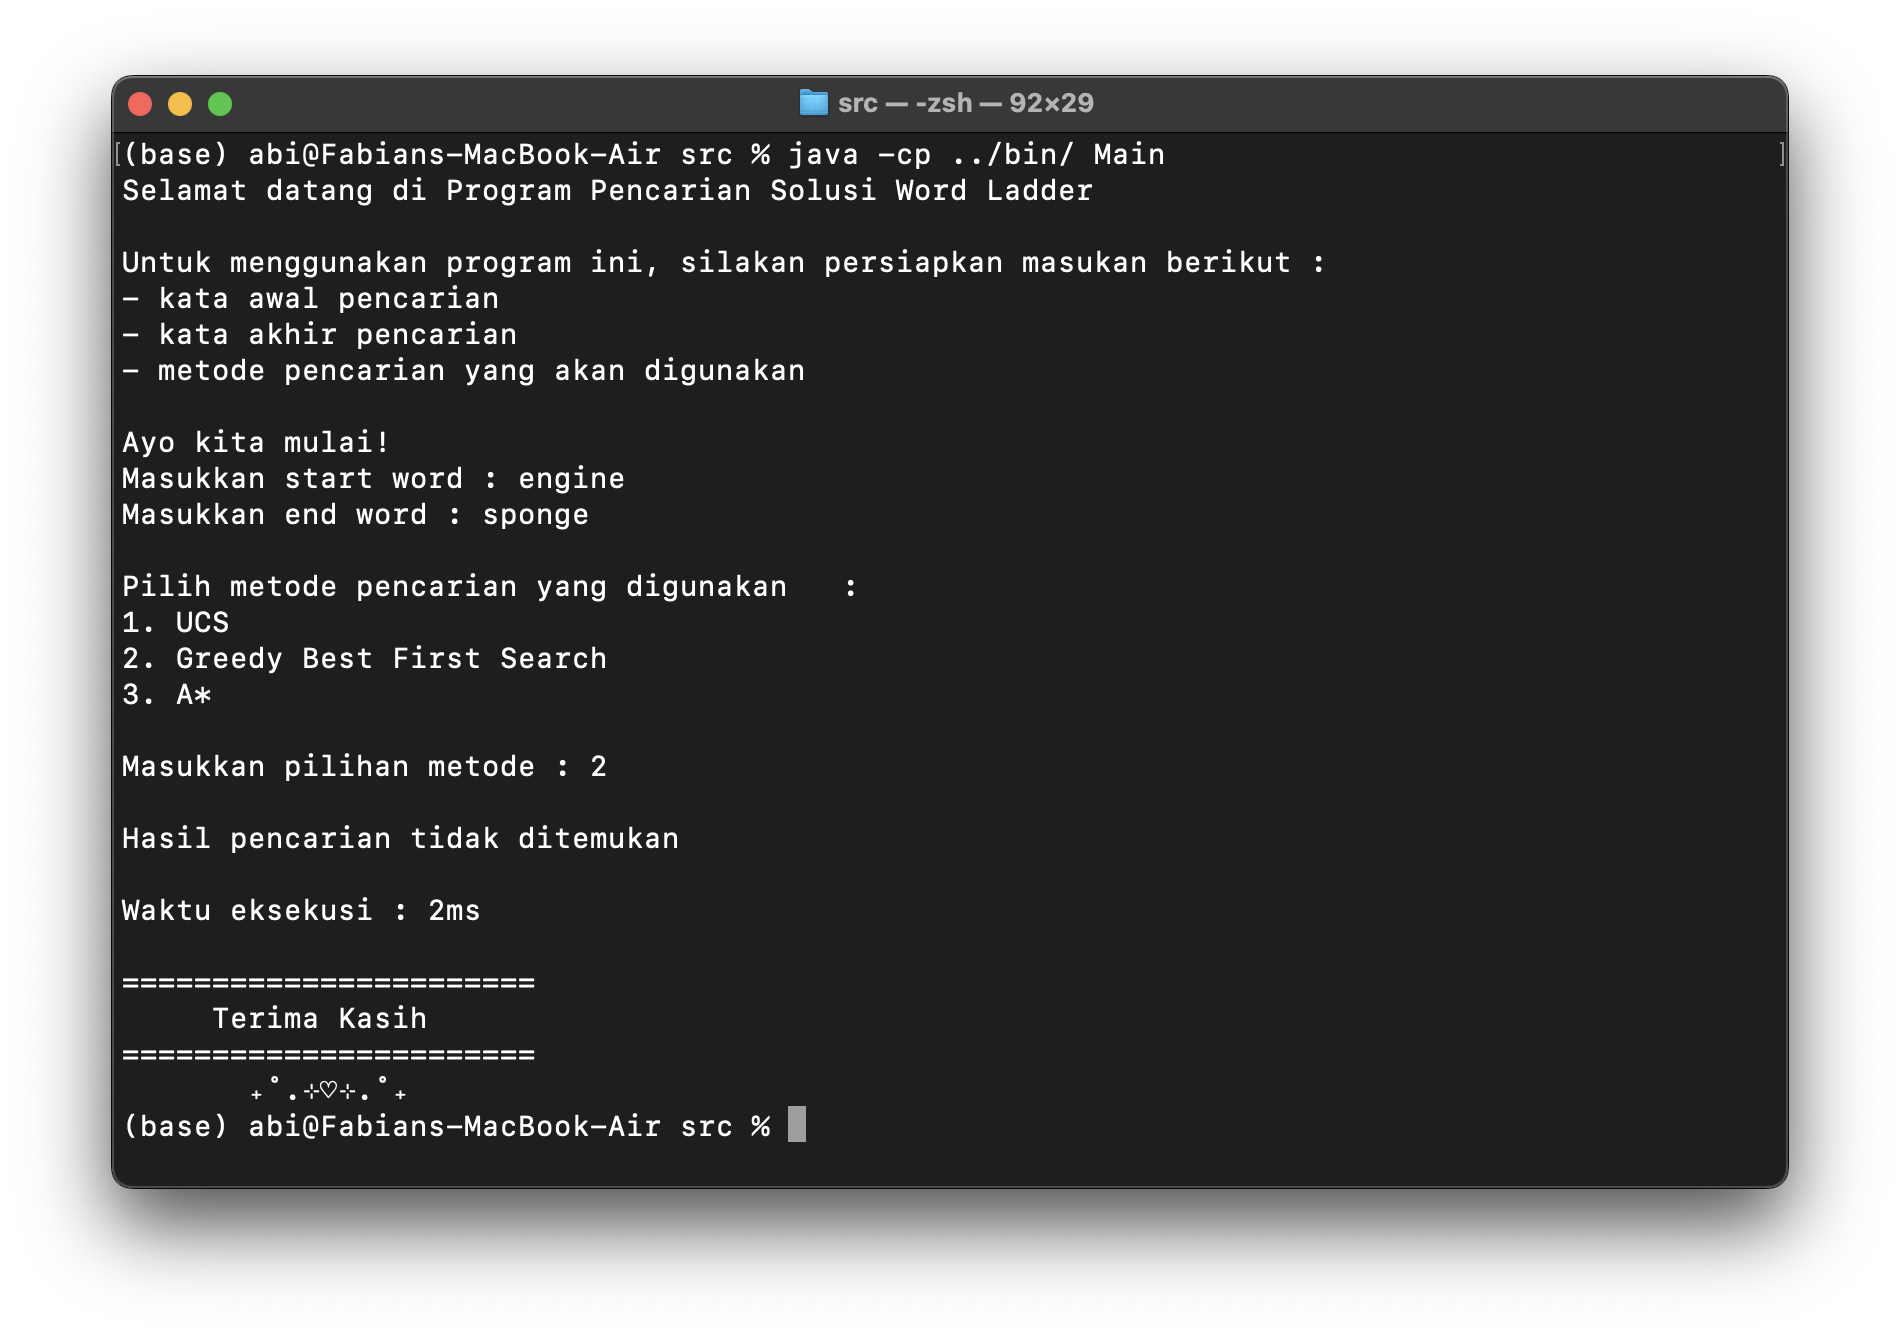 src — -zsh — 92×29
(base) abi@Fabians-MacBook-Air src % java -cp ../bin/ Main
Selamat datang di Program Pencarian Solusi Word Ladder
Untuk menggunakan program ini, silakan persiapkan masukan berikut :
- kata awal pencarian
- kata akhir pencarian
- metode pencarian yang akan digunakan
Ayo kita mulai!
Masukkan start word : engine
Masukkan end word : sponge
Pilih metode pencarian yang digunakan   :
1. UCS
2. Greedy Best First Search
3. A*
Masukkan pilihan metode : 2
Hasil pencarian tidak ditemukan
Waktu eksekusi : 2ms
=======================
Terima Kasih
=======================
₊˚.⊹♡⊹.˚₊
(base) abi@Fabians-MacBook-Air src %